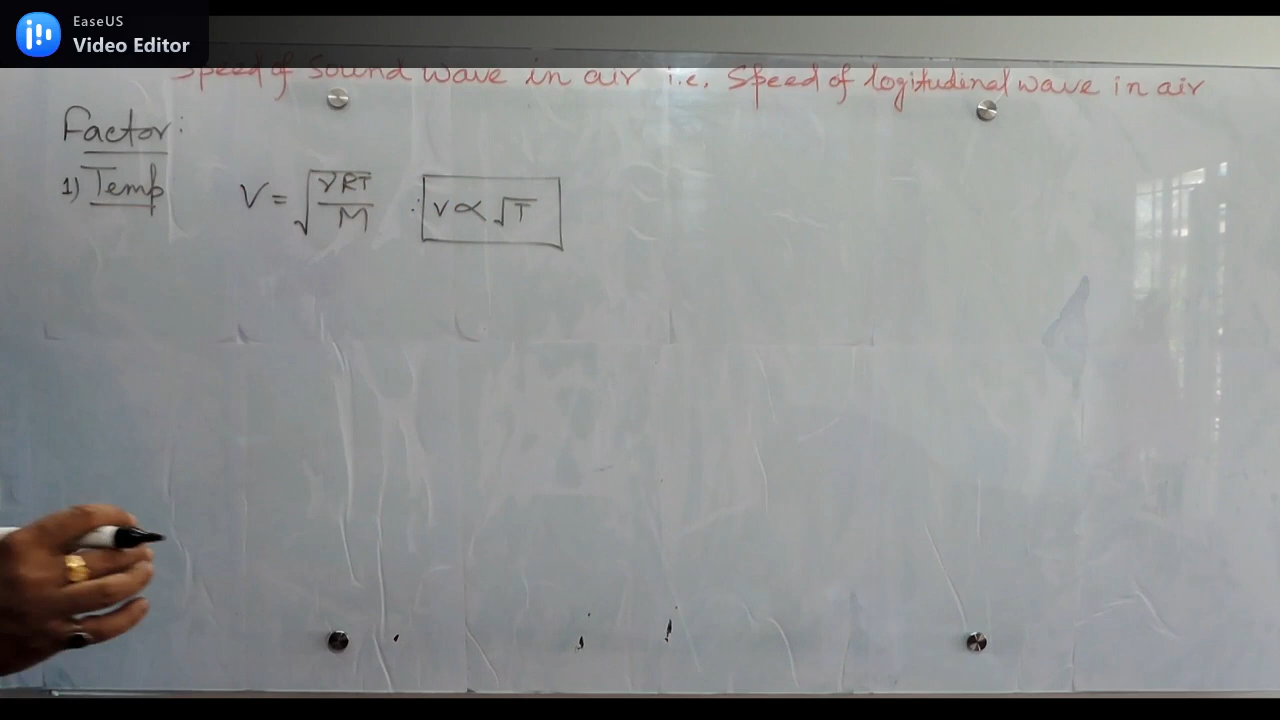 EaseUS
Video Editor
Speed of Sound Wave in air i.e. Speed of logitudinal wave in air
Factor:
1) Temp V = √(γRT/M) ∴ v ∝ √T